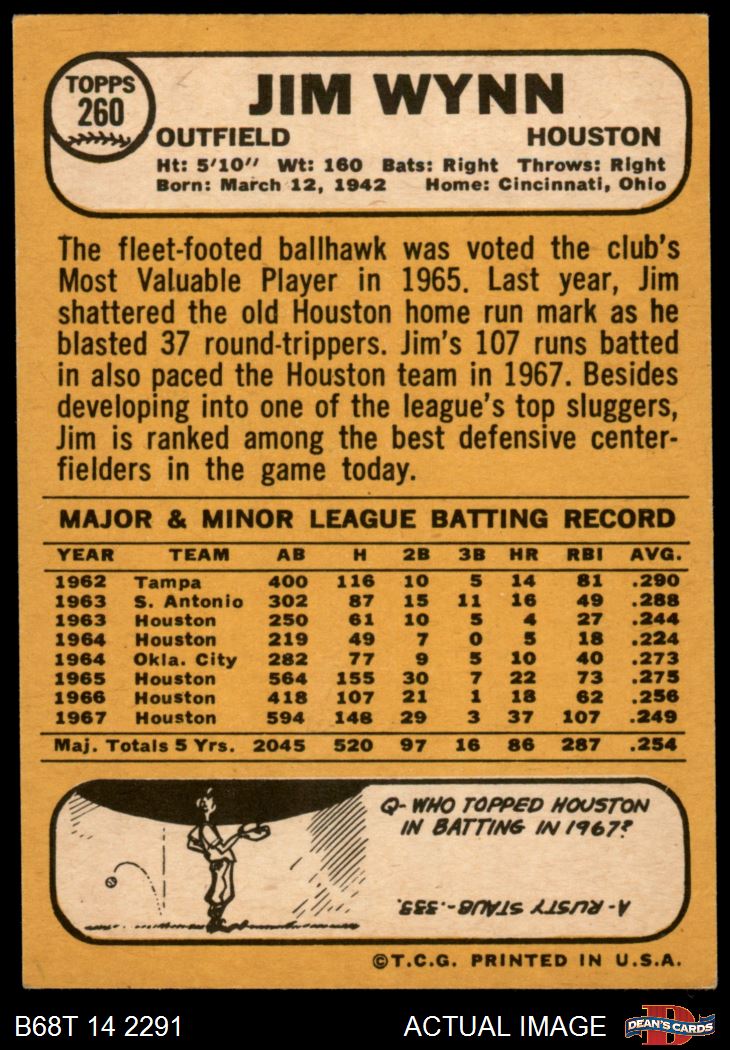 TOPPS
260
JIM WYNN
OUTFIELD HOUSTON
Ht: 5'10" Wt: 160 Bats: Right Throws: Right
Born: March 12, 1942 Home: Cincinnati, Ohio
The fleet-footed ballhawk was voted the club's
Most Valuable Player in 1965. Last year, Jim
shattered the old Houston home run mark as he
blasted 37 round-trippers. Jim's 107 runs batted
in also paced the Houston team in 1967. Besides
developing into one of the league's top sluggers,
Jim is ranked among the best defensive center-
fielders in the game today.
MAJOR & MINOR LEAGUE BATTING RECORD
YEAR TEAM AB H 2B 3B HR RBI AVG.
1962 Tampa 400 116 10 5 14 81 .290
1963 S. Antonio 302 87 15 11 16 49 .288
1963 Houston 250 61 10 5 4 27 .244
1964 Houston 219 49 7 0 5 18 .224
1964 Okla. City 282 77 9 5 10 40 .273
1965 Houston 564 155 30 7 22 73 .275
1966 Houston 418 107 21 1 18 62 .256
1967 Houston 594 148 29 3 37 107 .249
Maj. Totals 5 Yrs. 2045 520 97 16 86 287 .254
Q- WHO TOPPED HOUSTON
IN BATTING IN 1967?
A- RUSTY STAUB-.333.
©T.C.G. PRINTED IN U.S.A.
B68T 14 2291 ACTUAL IMAGE
DEAN'S CARDS